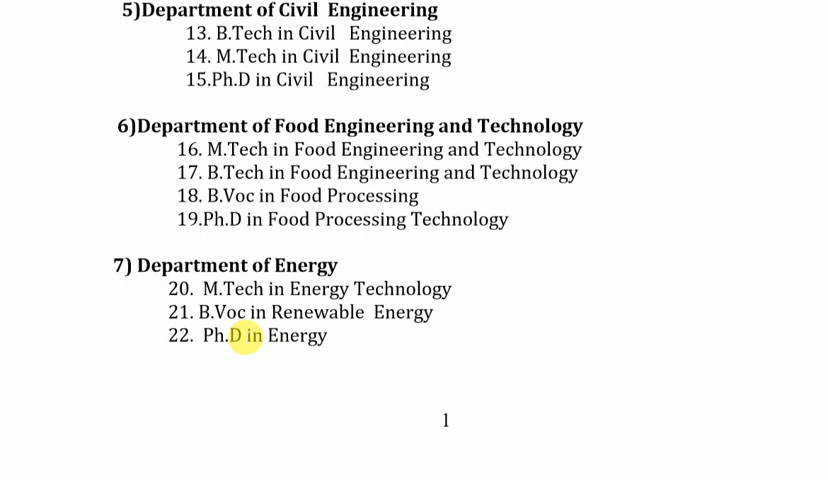 5)Department of Civil Engineering
13. B.Tech in Civil Engineering
14. M.Tech in Civil Engineering
15.Ph.D in Civil Engineering
6)Department of Food Engineering and Technology
16. M.Tech in Food Engineering and Technology
17. B.Tech in Food Engineering and Technology
18. B.Voc in Food Processing
19.Ph.D in Food Processing Technology
7) Department of Energy
20. M.Tech in Energy Technology
21. B.Voc in Renewable Energy
22. Ph.D in Energy
1